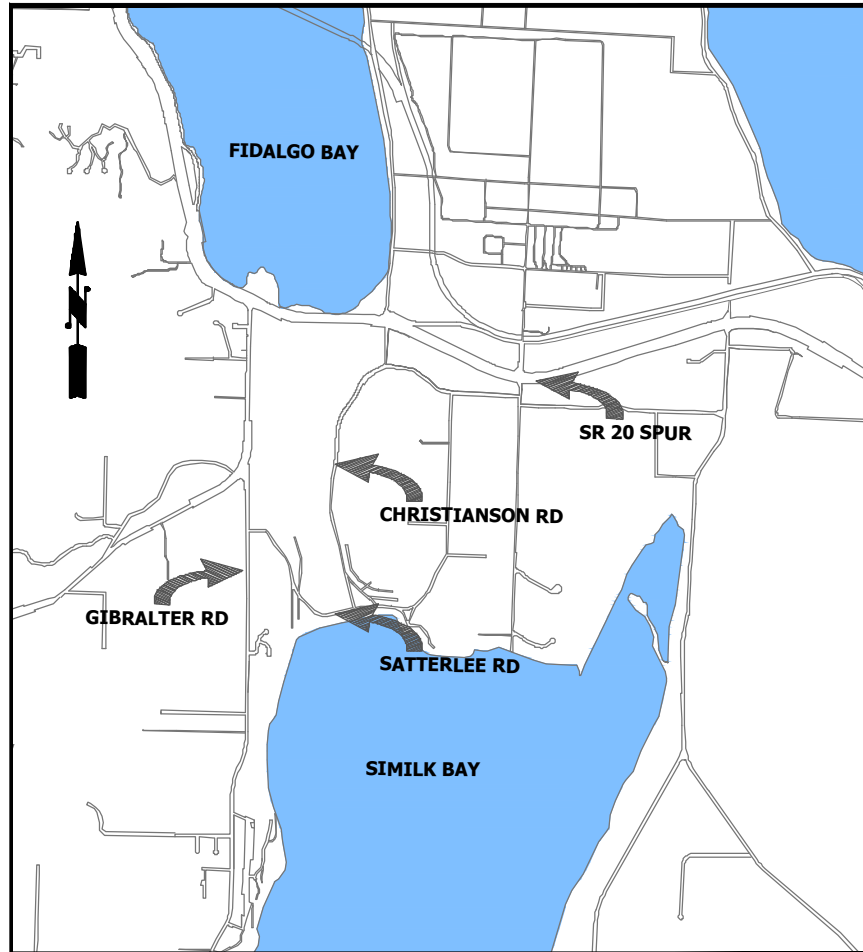 FIDALGO BAY
N
SR 20 SPUR
CHRISTIANSON RD
GIBRALTER RD
SATTERLEE RD
SIMILK BAY